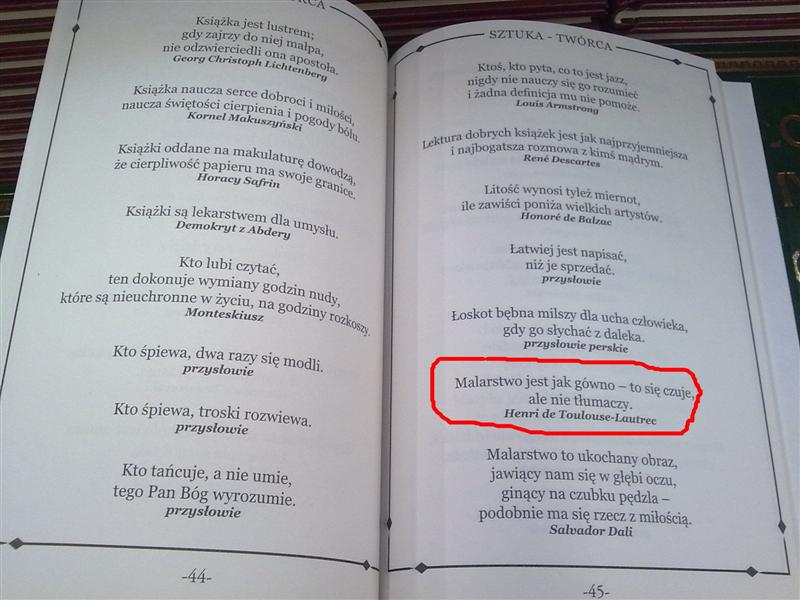 Książka jest lustrem;
gdy zajrzy do niej małpa,
nie odzwierciedli ona apostoła.
Georg Christoph Lichtenberg
Książka naucza serce dobroci i miłości,
naucza świętości cierpienia i pogody bólu.
Kornel Makuszyński
Książki oddane na makulaturę dowodzą,
że cierpliwość papieru ma swoje granice.
Horacy Safrin
Książki są lekarstwem dla umysłu.
Demokryt z Abdery
Kto lubi czytać,
ten dokonuje wymiany godzin nudy,
które są nieuchronne w życiu, na godziny rozkoszy.
Monteskiusz
Kto śpiewa, dwa razy się modli.
przysłowie
Kto śpiewa, troski rozwiewa.
przysłowie
Kto tańcuje, a nie umie,
tego Pan Bóg wyrozumie.
przysłowie
-44-
SZTUKA - TWÓRCA
Ktoś, kto pyta, co to jest jazz,
nigdy nie nauczy się go rozumieć
i żadna definicja mu nie pomoże.
Louis Armstrong
Lektura dobrych książek jest jak najprzyjemniejsza
i najbogatsza rozmowa z kimś mądrym.
René Descartes
Litość wynosi tyleż miernot,
ile zawiści poniża wielkich artystów.
Honoré de Balzac
Łatwiej jest napisać,
niż je sprzedać.
przysłowie
Łoskot bębna milszy dla ucha człowieka,
gdy go słychać z daleka.
przysłowie perskie
Malarstwo jest jak gówno – to się czuje,
ale nie tłumaczy.
Henri de Toulouse-Lautrec
Malarstwo to ukochany obraz,
jawiący nam się w głębi oczu,
ginący na czubku pędzla –
podobnie ma się rzecz z miłością.
Salvador Dali
-45-